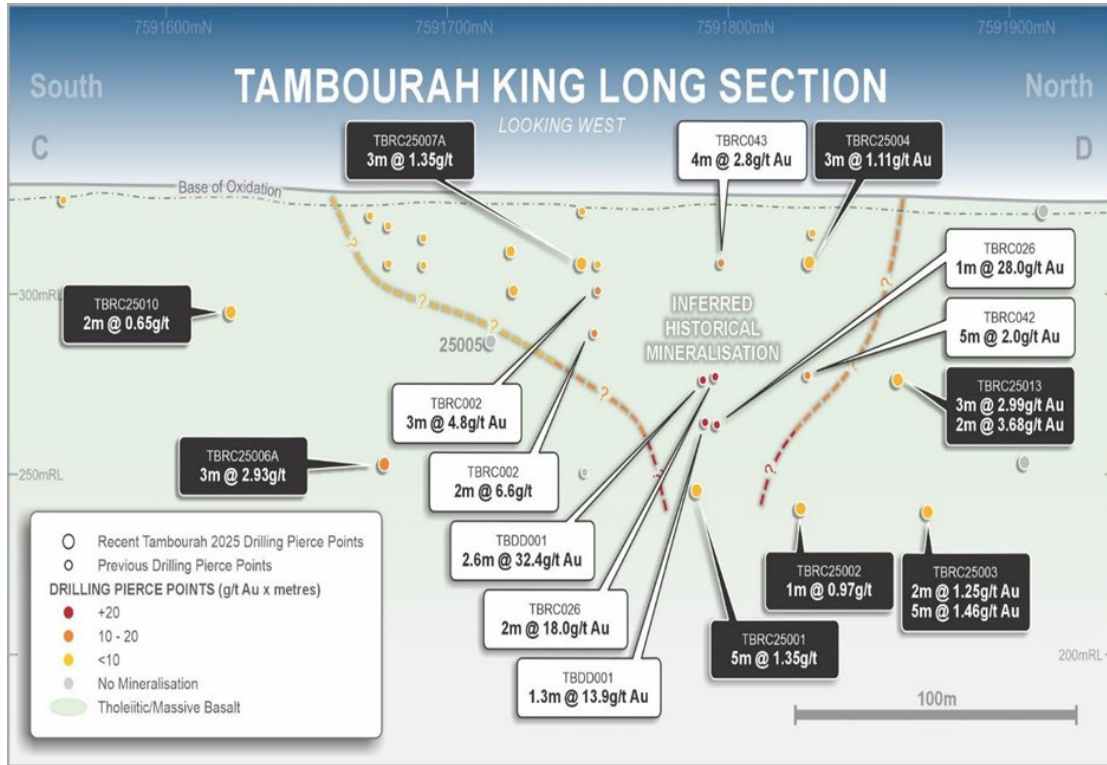 7591600mN
7591700mN
7591800mN
7591900mN
South
TAMBOURAH KING LONG SECTION
North
LOOKING WEST
C
D
TBRC25007A
3m @ 1.35g/t
TBRC043
4m @ 2.8g/t Au
TBRC25004
3m @ 1.11g/t Au
Base of Oxidation
?
?
?
?
?
?
?
?
TBRC026
1m @ 28.0g/t Au
300mRL
TBRC25010
2m @ 0.65g/t
INFERRED
HISTORICAL
MINERALISATION
TBRC042
5m @ 2.0g/t Au
25005
TBRC25013
3m @ 2.99g/t Au
2m @ 3.68g/t Au
TBRC002
3m @ 4.8g/t Au
TBRC25006A
3m @ 2.93g/t
250mRL
TBRC002
2m @ 6.6g/t
TBDD001
2.6m @ 32.4g/t Au
TBRC25002
1m @ 0.97g/t
TBRC25003
2m @ 1.25g/t Au
5m @ 1.46g/t Au
TBRC026
2m @ 18.0g/t Au
TBRC25001
5m @ 1.35g/t
TBDD001
1.3m @ 13.9g/t Au
200mRL
100m
Recent Tambourah 2025 Drilling Pierce Points
Previous Drilling Pierce Points
DRILLING PIERCE POINTS (g/t Au x metres)
+20
10 - 20
<10
No Mineralisation
Tholeiitic/Massive Basalt